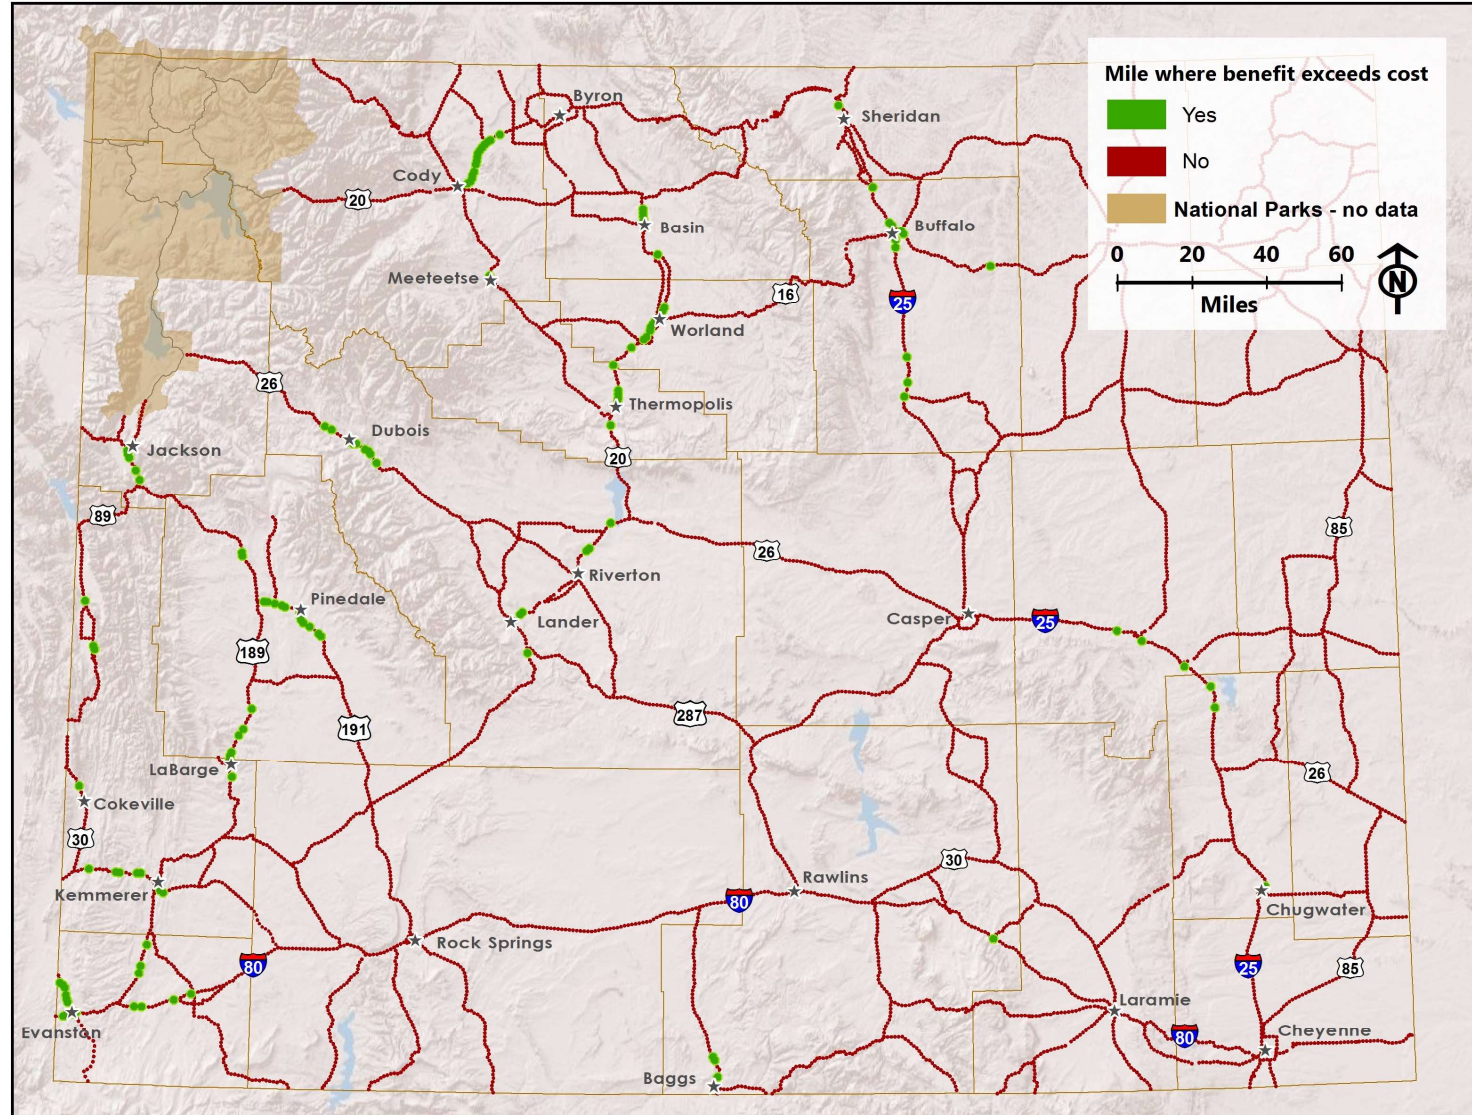 Mile where benefit exceeds cost
Yes
No
National Parks - no data
0 20 40 60
Miles
N
Byron
Sheridan
Cody
20
Basin
Buffalo
Meeteetse
16
25
Worland
26
Thermopolis
Dubois
Jackson
20
89
85
26
Riverton
Pinedale
Lander
Casper
25
189
287
191
LaBarge
26
Cokeville
30
30
Rawlins
Kemmerer
80
Chugwater
Rock Springs
80
25
85
Laramie
Evanston
80
Cheyenne
Baggs